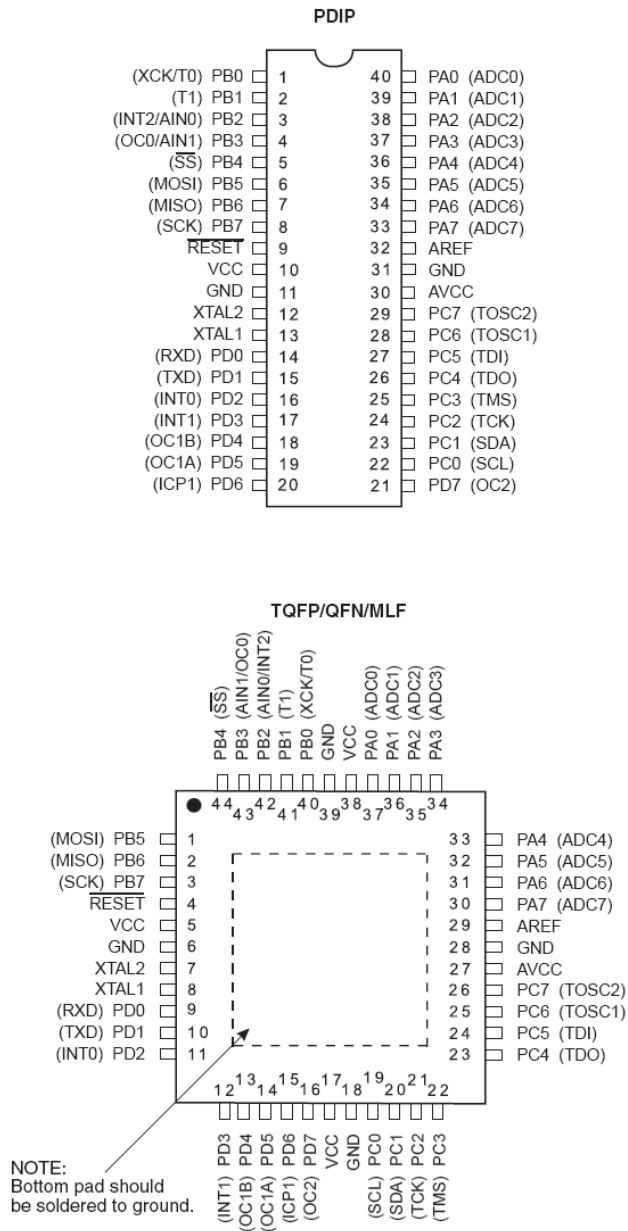 PDIP
(XCK/T0) PB0 1 40 PA0 (ADC0)
(T1) PB1 2 39 PA1 (ADC1)
(INT2/AIN0) PB2 3 38 PA2 (ADC2)
(OC0/AIN1) PB3 4 37 PA3 (ADC3)
(SS) PB4 5 36 PA4 (ADC4)
(MOSI) PB5 6 35 PA5 (ADC5)
(MISO) PB6 7 34 PA6 (ADC6)
(SCK) PB7 8 33 PA7 (ADC7)
RESET 9 32 AREF
VCC 10 31 GND
GND 11 30 AVCC
XTAL2 12 29 PC7 (TOSC2)
XTAL1 13 28 PC6 (TOSC1)
(RXD) PD0 14 27 PC5 (TDI)
(TXD) PD1 15 26 PC4 (TDO)
(INT0) PD2 16 25 PC3 (TMS)
(INT1) PD3 17 24 PC2 (TCK)
(OC1B) PD4 18 23 PC1 (SDA)
(OC1A) PD5 19 22 PC0 (SCL)
(ICP1) PD6 20 21 PD7 (OC2)
TQFP/QFN/MLF
PB4 (SS)
PB3 (AIN1/OC0)
PB2 (AIN0/INT2)
PB1 (T1)
PB0 (XCK/T0)
GND
VCC
PA0 (ADC0)
PA1 (ADC1)
PA2 (ADC2)
PA3 (ADC3)
44 43 42 41 40 39 38 37 36 35 34
(MOSI) PB5 1 33 PA4 (ADC4)
(MISO) PB6 2 32 PA5 (ADC5)
(SCK) PB7 3 31 PA6 (ADC6)
RESET 4 30 PA7 (ADC7)
VCC 5 29 AREF
GND 6 28 GND
XTAL2 7 27 AVCC
XTAL1 8 26 PC7 (TOSC2)
(RXD) PD0 9 25 PC6 (TOSC1)
(TXD) PD1 10 24 PC5 (TDI)
(INT0) PD2 11 23 PC4 (TDO)
12 13 14 15 16 17 18 19 20 21 22
(INT1) PD3
(OC1B) PD4
(OC1A) PD5
(ICP1) PD6
(OC2) PD7
VCC
GND
(SCL) PC0
(SDA) PC1
(TCK) PC2
(TMS) PC3
NOTE:
Bottom pad should
be soldered to ground.